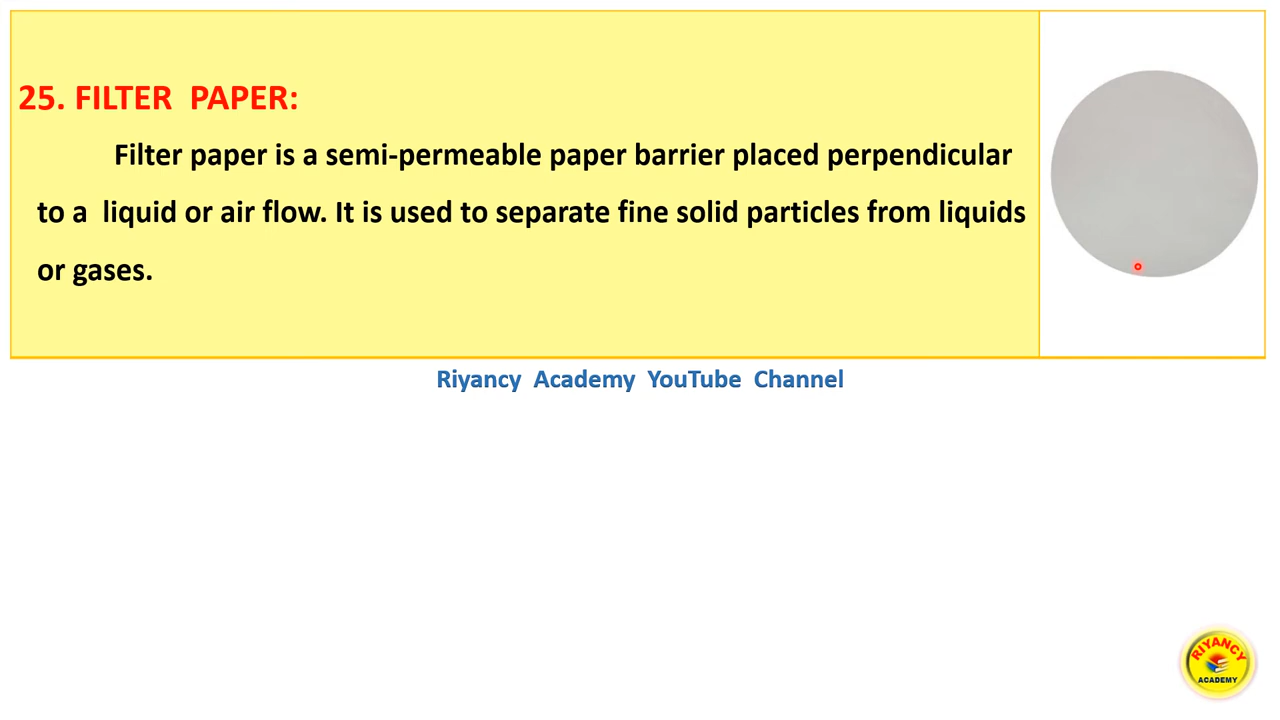 25. FILTER PAPER:
Filter paper is a semi-permeable paper barrier placed perpendicular
to a liquid or air flow. It is used to separate fine solid particles from liquids
or gases.
Riyancy Academy YouTube Channel
RIYANCY
ACADEMY